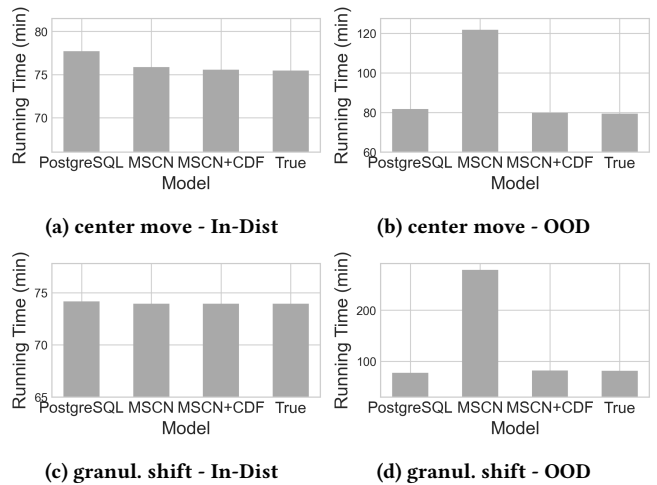 Running Time (min)
80
75
70
PostgreSQL MSCN MSCN+CDF True
Model
(a) center move - In-Dist
Running Time (min)
120
100
80
60
PostgreSQL MSCN MSCN+CDF True
Model
(b) center move - OOD
Running Time (min)
75
70
65
PostgreSQL MSCN MSCN+CDF True
Model
(c) granul. shift - In-Dist
Running Time (min)
200
100
PostgreSQL MSCN MSCN+CDF True
Model
(d) granul. shift - OOD